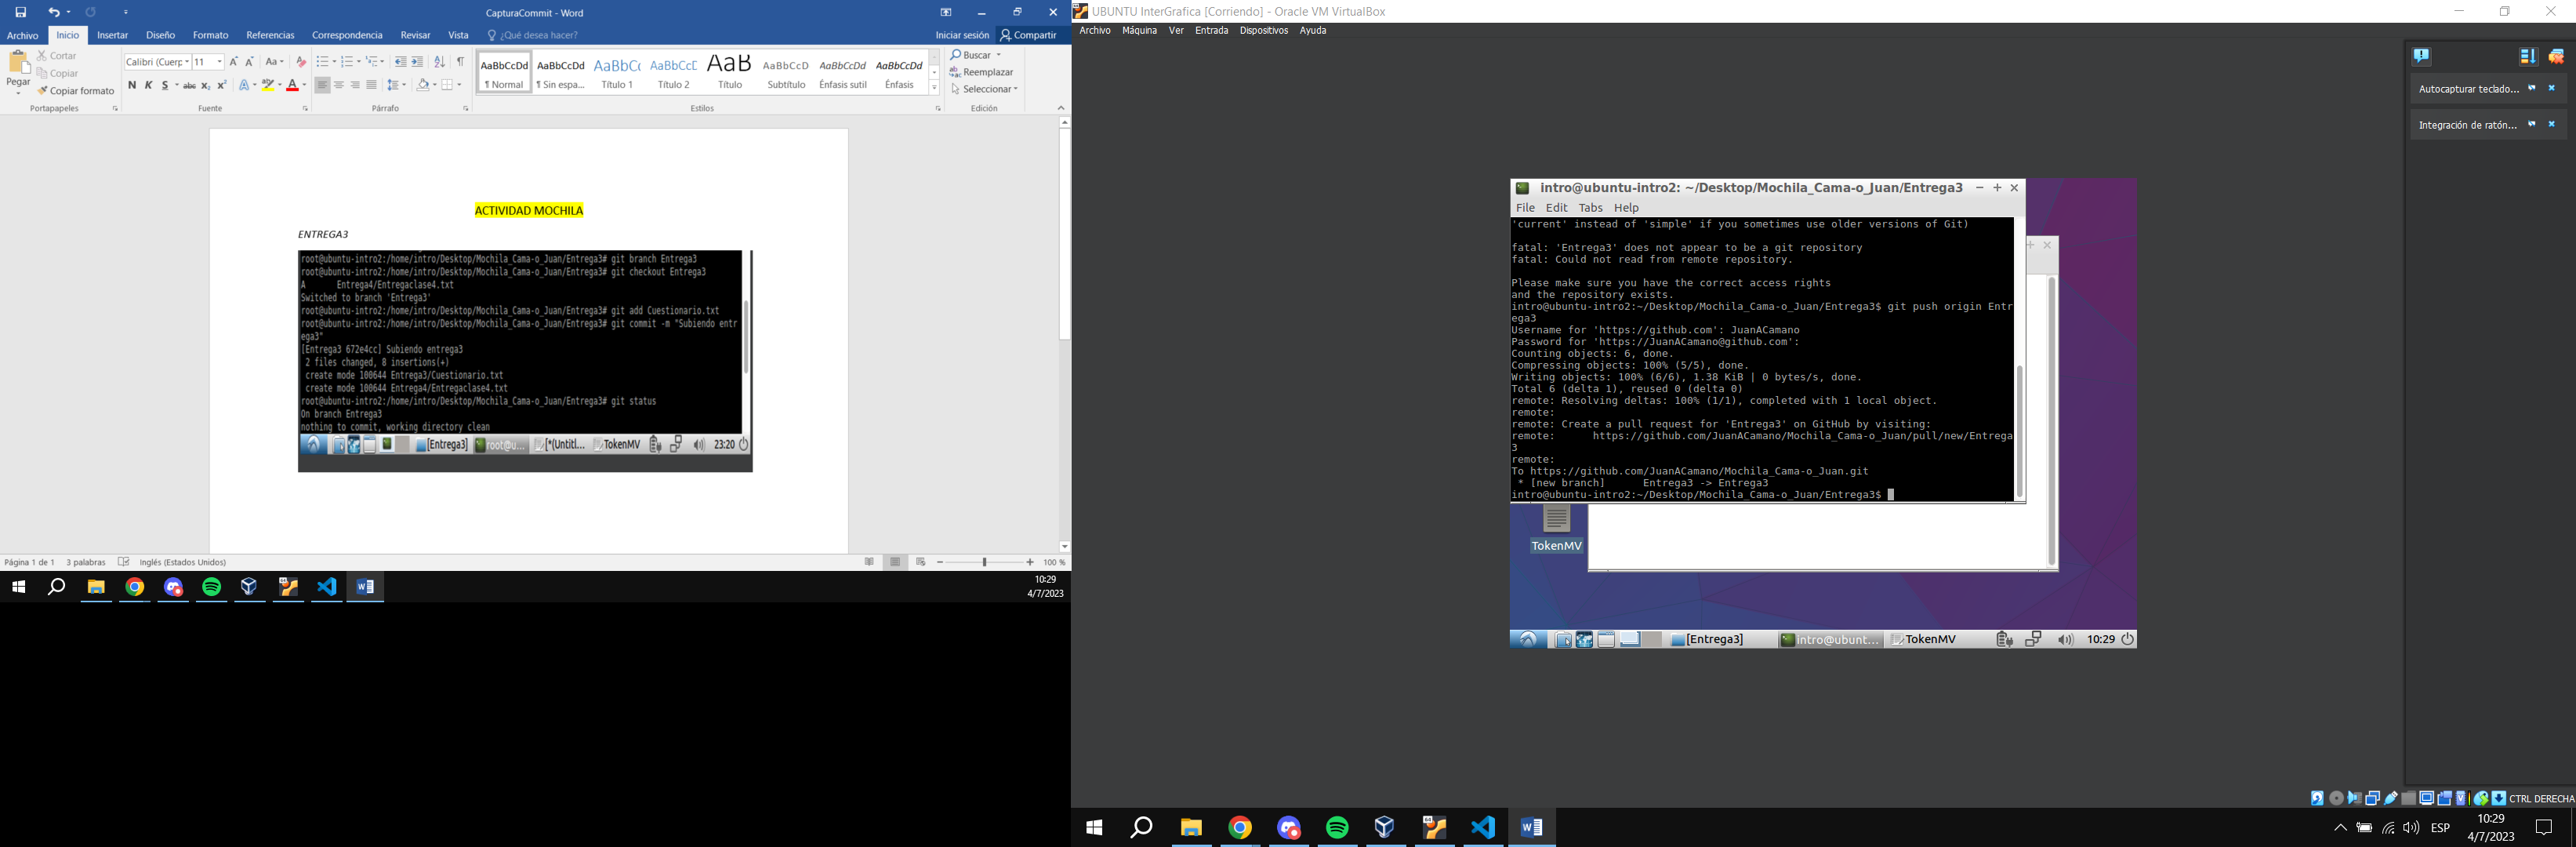 CapturaCommit - Word
Archivo Inicio Insertar Diseño Formato Referencias Correspondencia Revisar Vista ¿Qué desea hacer? Iniciar sesión Compartir
Pegar
Cortar
Copiar
Copiar formato
Portapapeles
Calibri (Cuerp 11
N K S abc x₂ x²
Fuente
Párrafo
AaBbCcDd AaBbCcDd AaBbCc AaBbCcD AaB AaBbCcD AaBbCcDd AaBbCcDd
¶ Normal ¶ Sin espa... Título 1 Título 2 Título Subtítulo Énfasis sutil Énfasis
Estilos
Buscar
Reemplazar
Seleccionar
Edición
ACTIVIDAD MOCHILA
ENTREGA3
root@ubuntu-intro2:/home/intro/Desktop/Mochila_Cama-o_Juan/Entrega3# git branch Entrega3
root@ubuntu-intro2:/home/intro/Desktop/Mochila_Cama-o_Juan/Entrega3# git checkout Entrega3
A Entrega4/Entregaclase4.txt
Switched to branch 'Entrega3'
root@ubuntu-intro2:/home/intro/Desktop/Mochila_Cama-o_Juan/Entrega3# git add Cuestionario.txt
root@ubuntu-intro2:/home/intro/Desktop/Mochila_Cama-o_Juan/Entrega3# git commit -m "Subiendo entr
ega3"
[Entrega3 672e4cc] Subiendo entrega3
2 files changed, 8 insertions(+)
create mode 100644 Entrega3/Cuestionario.txt
create mode 100644 Entrega4/Entregaclase4.txt
root@ubuntu-intro2:/home/intro/Desktop/Mochila_Cama-o_Juan/Entrega3# git status
On branch Entrega3
nothing to commit, working directory clean
[Entrega3] root@u... [*(Untitl... TokenMV 23:20
Página 1 de 1 3 palabras Inglés (Estados Unidos) 100 %
10:29
4/7/2023
UBUNTU InterGrafica [Corriendo] - Oracle VM VirtualBox
Archivo Máquina Ver Entrada Dispositivos Ayuda
Autocapturar teclado...
Integración de ratón...
intro@ubuntu-intro2: ~/Desktop/Mochila_Cama-o_Juan/Entrega3
File Edit Tabs Help
'current' instead of 'simple' if you sometimes use older versions of Git)
fatal: 'Entrega3' does not appear to be a git repository
fatal: Could not read from remote repository.
Please make sure you have the correct access rights
and the repository exists.
intro@ubuntu-intro2:~/Desktop/Mochila_Cama-o_Juan/Entrega3$ git push origin Entr
ega3
Username for 'https://github.com': JuanACamano
Password for 'https://JuanACamano@github.com':
Counting objects: 6, done.
Compressing objects: 100% (5/5), done.
Writing objects: 100% (6/6), 1.38 KiB | 0 bytes/s, done.
Total 6 (delta 1), reused 0 (delta 0)
remote: Resolving deltas: 100% (1/1), completed with 1 local object.
remote:
remote: Create a pull request for 'Entrega3' on GitHub by visiting:
remote: https://github.com/JuanACamano/Mochila_Cama-o_Juan/pull/new/Entrega
3
remote:
To https://github.com/JuanACamano/Mochila_Cama-o_Juan.git
* [new branch] Entrega3 -> Entrega3
intro@ubuntu-intro2:~/Desktop/Mochila_Cama-o_Juan/Entrega3$
TokenMV
[Entrega3] intro@ubunt... TokenMV 10:29
CTRL DERECHA
ESP
10:29
4/7/2023